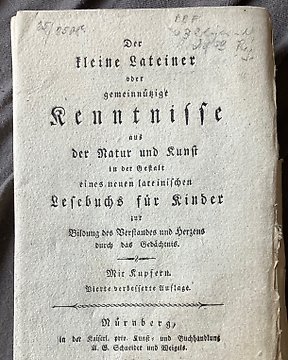 Der
kleine Lateiner
oder
gemeinnützige
Kenntnisse
aus
der Natur und Kunst
in der Gestalt
eines neuen lateinischen
Lesebuchs für Kinder
zur
Bildung des Verstandes und Herzens
durch das Gedächtnis.
Mit Kupfern.
Vierte verbesserte Auflage.
Nürnberg,
in der Kaiserl. priv. Kunst- und Buchhandlung
A. G. Schneider und Weigels.